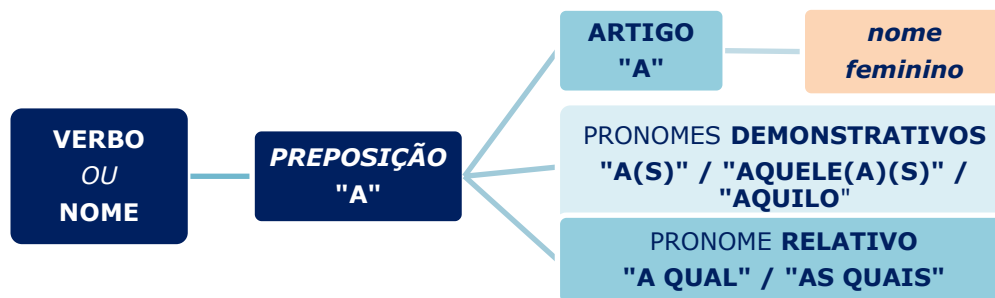 VERBO
OU
NOME
PREPOSIÇÃO
"A"
ARTIGO
"A"
nome
feminino
PRONOMES DEMONSTRATIVOS
"A(S)" / "AQUELE(A)(S)" /
"AQUILO"
PRONOME RELATIVO
"A QUAL" / "AS QUAIS"